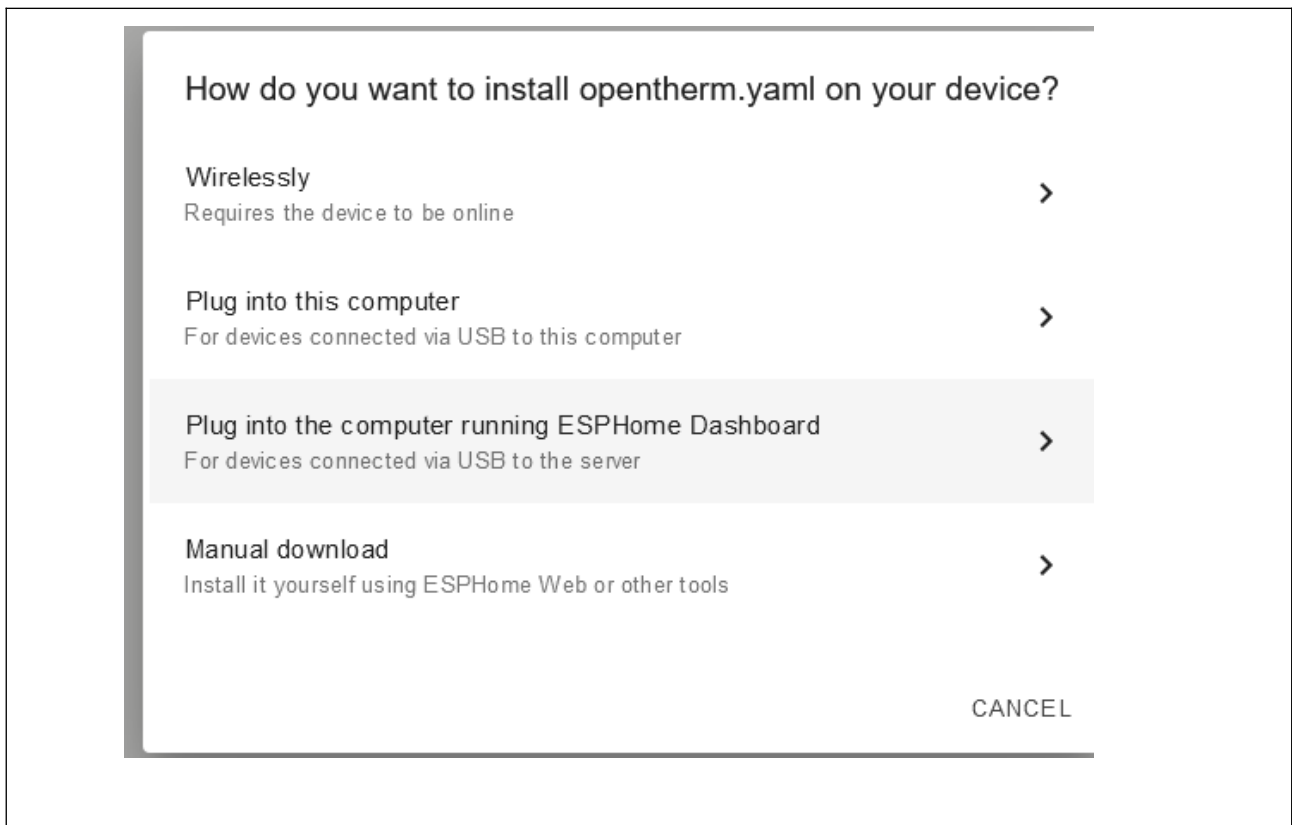 How do you want to install opentherm.yaml on your device?
Wirelessly
Requires the device to be online
Plug into this computer
For devices connected via USB to this computer
Plug into the computer running ESPHome Dashboard
For devices connected via USB to the server
Manual download
Install it yourself using ESPHome Web or other tools
CANCEL